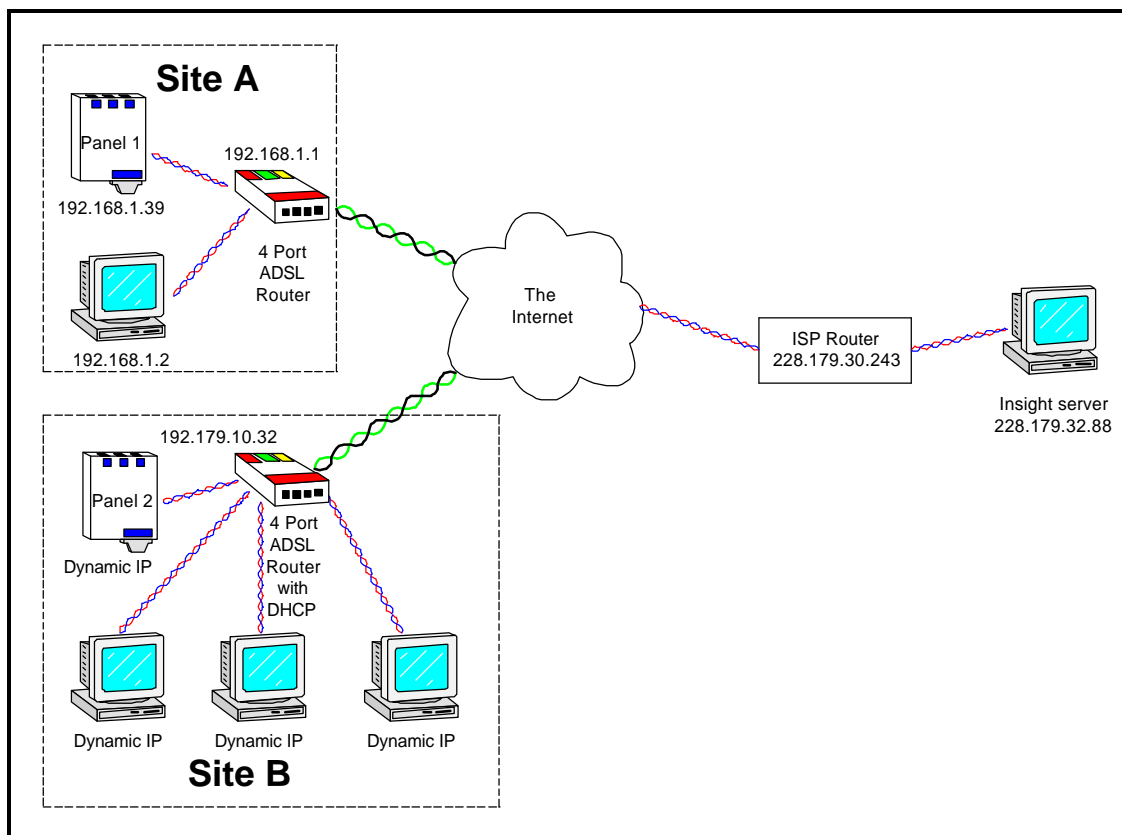 Site A
Panel 1
192.168.1.39
192.168.1.1
4 Port
ADSL
Router
192.168.1.2
The
Internet
ISP Router
228.179.30.243
Insight server
228.179.32.88
192.179.10.32
Panel 2
Dynamic IP
4 Port
ADSL
Router
with
DHCP
Dynamic IP
Dynamic IP
Dynamic IP
Site B